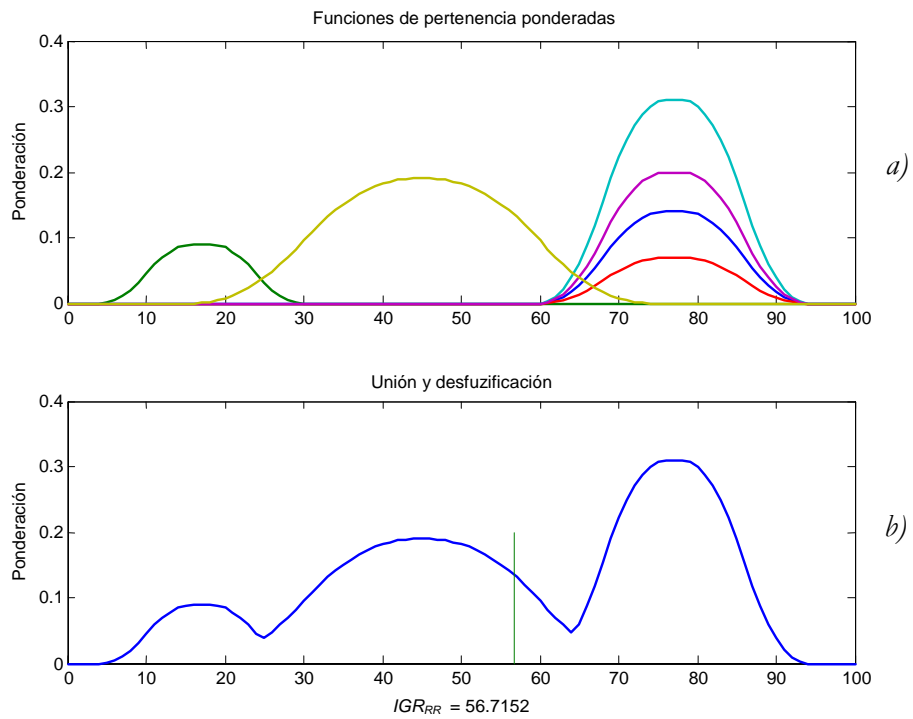 Funciones de pertenencia ponderadas
0.4
0.3
0.2
0.1
0
Ponderación
0 10 20 30 40 50 60 70 80 90 100
a)
Unión y desfuzificación
0.4
0.3
0.2
0.1
0
Ponderación
0 10 20 30 40 50 60 70 80 90 100
b)
IGR_RR = 56.7152